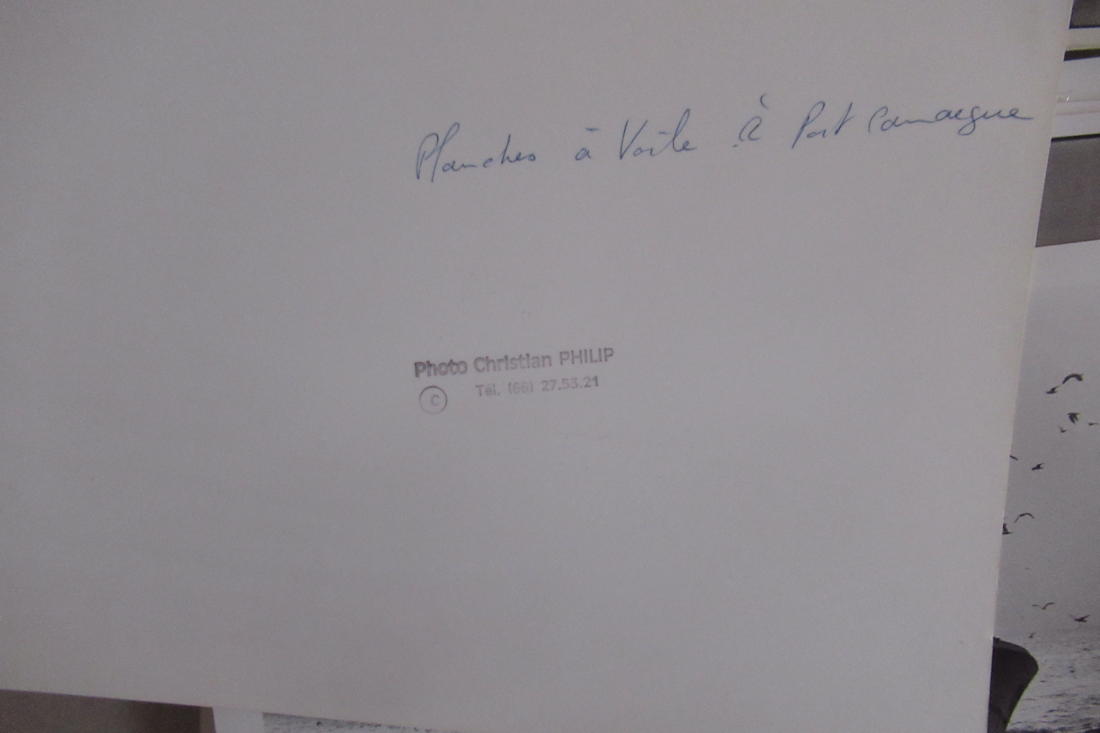 Planches à Voile à Port Camargue
Photo Christian PHILIP
© Tél. (66) 27.53.21